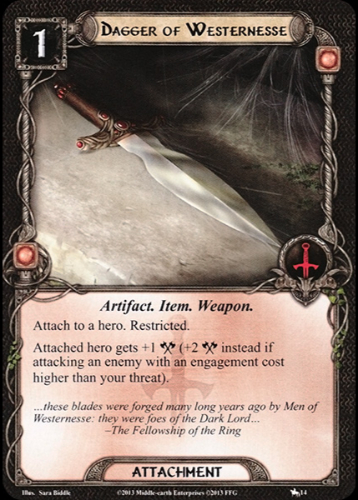 1
DAGGER OF WESTERNESSE
Artifact. Item. Weapon.
Attach to a hero. Restricted.
Attached hero gets +1 (+2 instead if
attacking an enemy with an engagement cost
higher than your threat).
...these blades were forged many long years ago by Men of
Westernesse: they were foes of the Dark Lord...
–The Fellowship of the Ring
Illus. Sara Biddle
ATTACHMENT
©2013 Middle-earth Enterprises ©2013 FFG
14